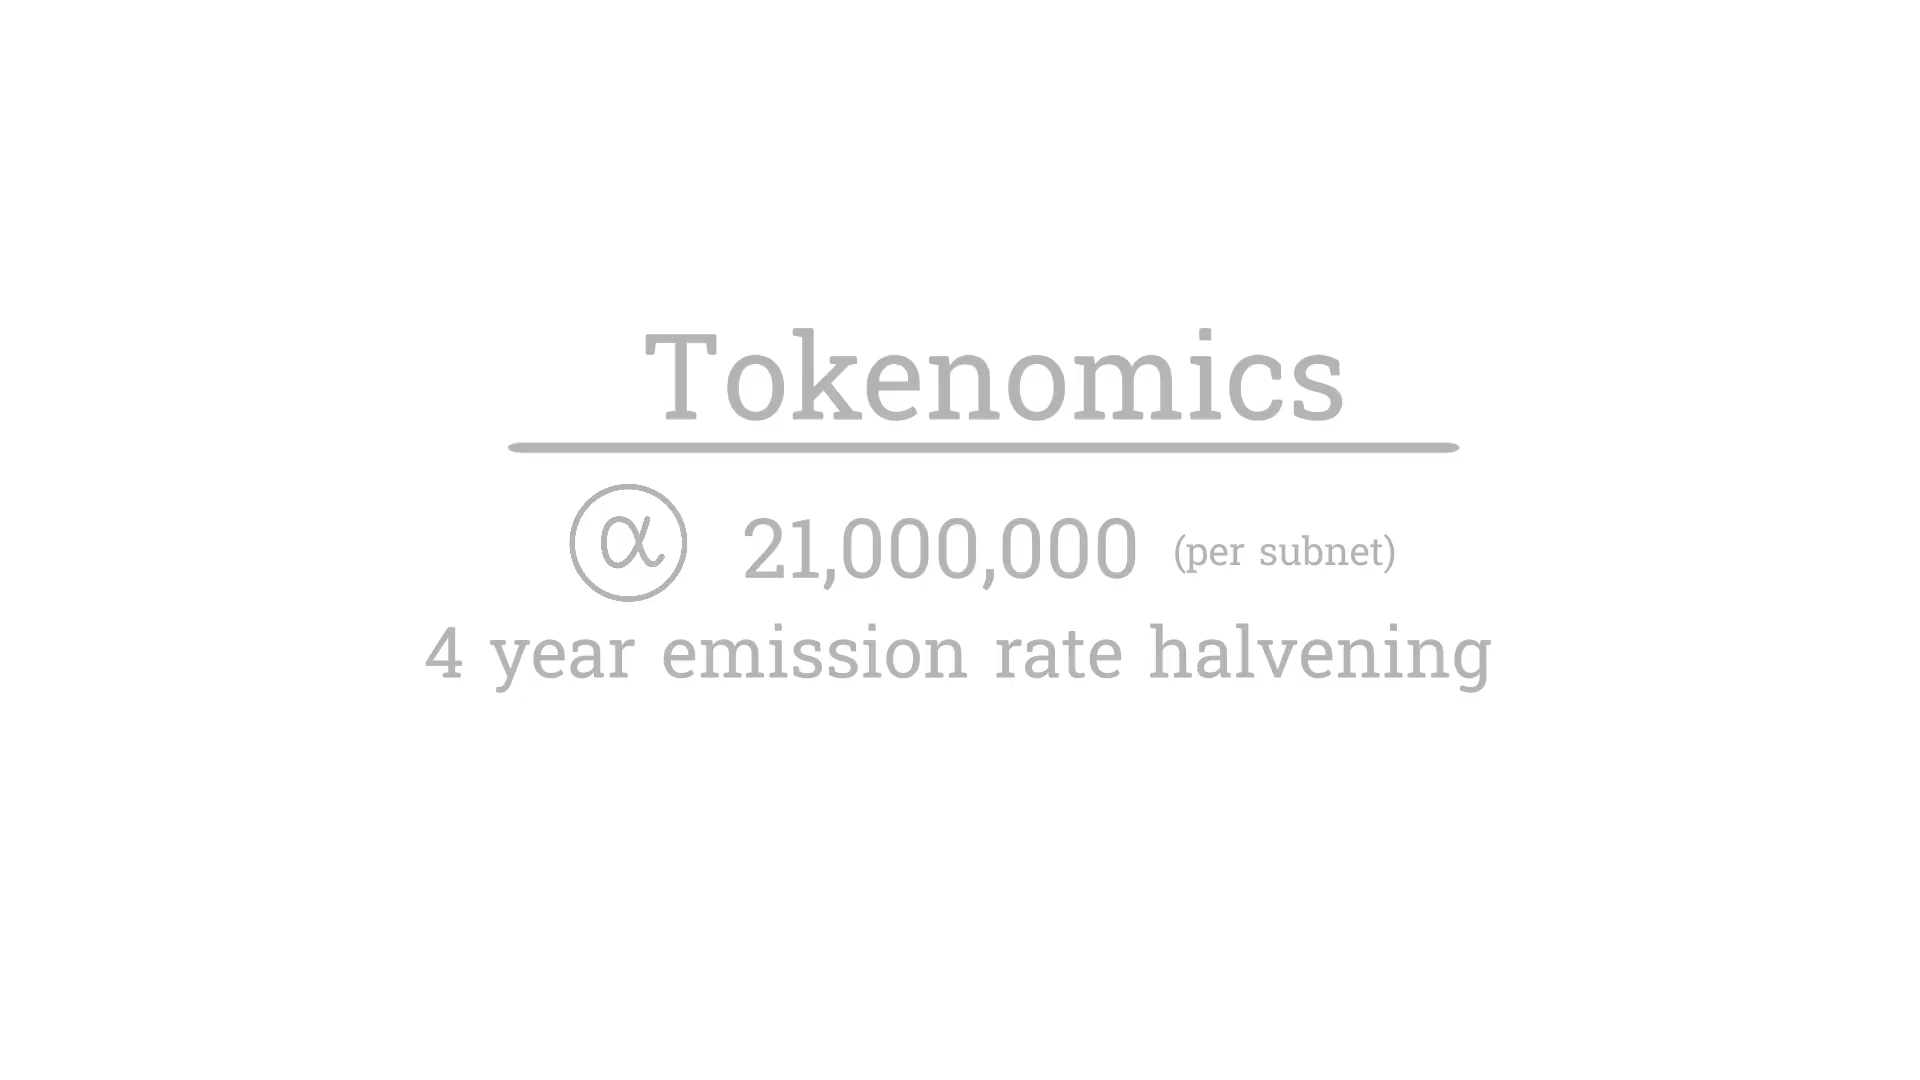 Tokenomics
α 21,000,000 (per subnet)
4 year emission rate halvening